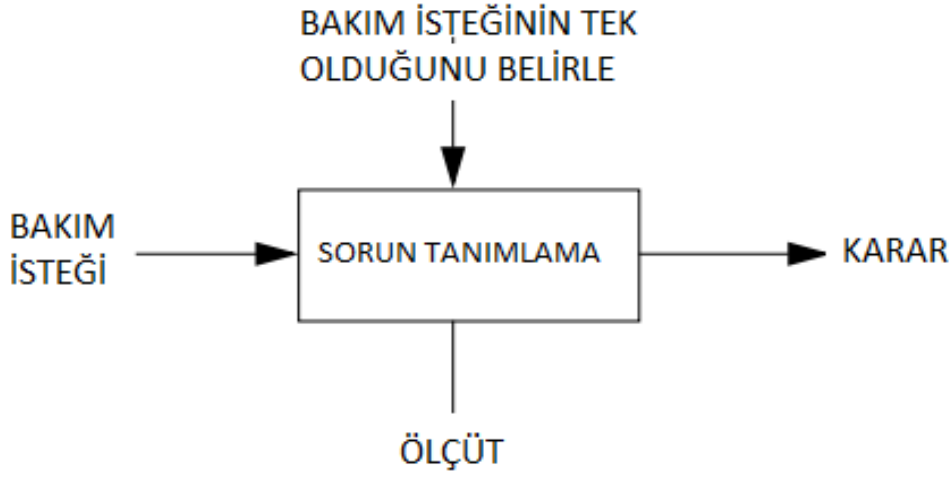 BAKIM İSTEĞİNİN TEK
OLDUĞUNU BELİRLE
BAKIM
İSTEĞİ
SORUN TANIMLAMA
KARAR
ÖLÇÜT